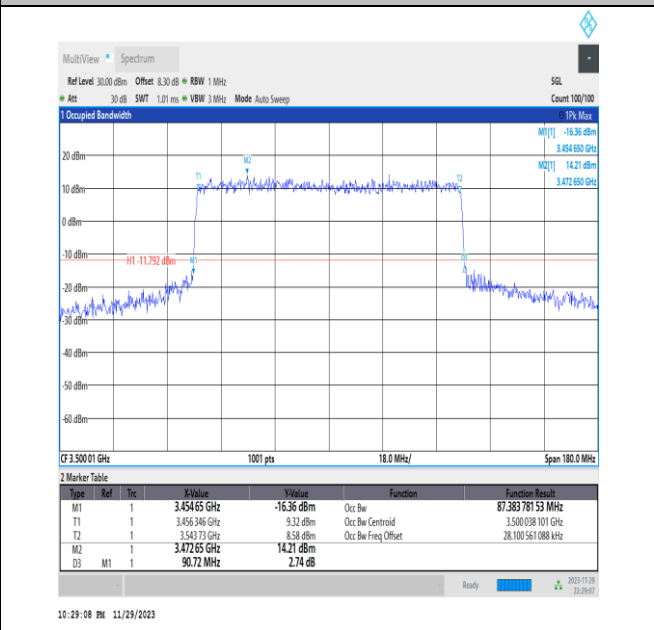 MultiView Spectrum
Ref Level 30.00 dBm Offset 8.30 dB RBW 1 MHz SGL
Att 30 dB SWT 1.01 ms VBW 3 MHz Mode Auto Sweep Count 100/100
1 Occupied Bandwidth 1Pk Max
M1[1] -16.36 dBm
3.454 650 GHz
M2[1] 14.21 dBm
3.472 650 GHz
20 dBm
M2
T1
T2
10 dBm
0 dBm
-10 dBm
H1 -11.792 dBm
M1
D3
-20 dBm
-30 dBm
-40 dBm
-50 dBm
-60 dBm
CF 3.500 01 GHz 1001 pts 18.0 MHz/ Span 180.0 MHz
2 Marker Table
Type Ref Trc X-Value Y-Value Function Function Result
M1 1 3.454 65 GHz -16.36 dBm Occ Bw 87.383 781 53 MHz
T1 1 3.456 346 GHz 9.32 dBm Occ Bw Centroid 3.500 038 101 GHz
T2 1 3.543 73 GHz 8.58 dBm Occ Bw Freq Offset 28.100 561 088 kHz
M2 1 3.472 65 GHz 14.21 dBm
D3 M1 1 90.72 MHz 2.74 dB
Ready 2023-11-29
22:29:07
10:29:08 PM 11/29/2023